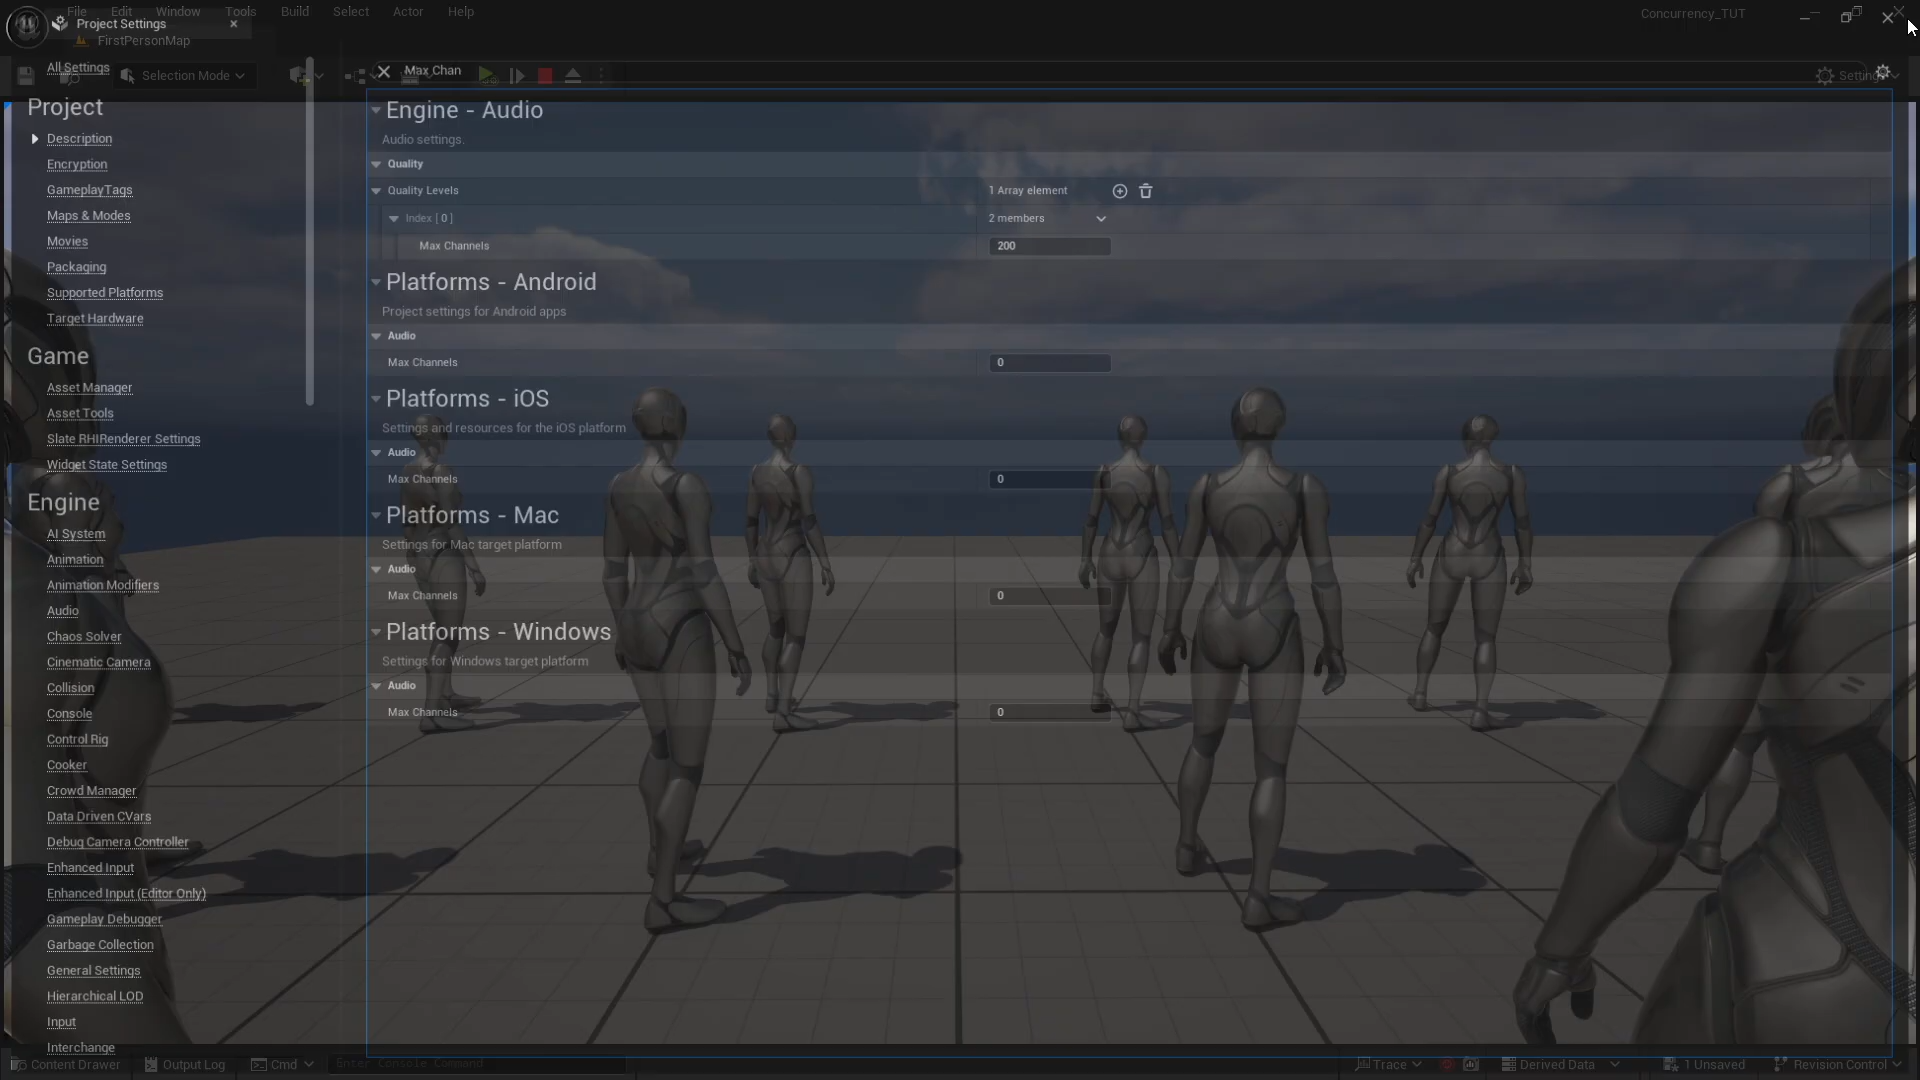 File Edit Window Tools Build Select Actor Help
Concurrency_TUT
Project Settings
FirstPersonMap
Selection Mode
Settings
Max Chan
All Settings
Project
Description
Encryption
GameplayTags
Maps & Modes
Movies
Packaging
Supported Platforms
Target Hardware
Game
Asset Manager
Asset Tools
Slate RHIRenderer Settings
Widget State Settings
Engine
AI System
Animation
Animation Modifiers
Audio
Chaos Solver
Cinematic Camera
Collision
Console
Control Rig
Cooker
Crowd Manager
Data Driven CVars
Debug Camera Controller
Enhanced Input
Enhanced Input (Editor Only)
Gameplay Debugger
Garbage Collection
General Settings
Hierarchical LOD
Input
Interchange
Engine - Audio
Audio settings.
Quality
Quality Levels 1 Array element
Index [ 0 ] 2 members
Max Channels 200
Platforms - Android
Project settings for Android apps
Audio
Max Channels 0
Platforms - iOS
Settings and resources for the iOS platform
Audio
Max Channels 0
Platforms - Mac
Settings for Mac target platform
Audio
Max Channels 0
Platforms - Windows
Settings for Windows target platform
Audio
Max Channels 0
Content Drawer Output Log Cmd Enter Console Command Trace Derived Data 1 Unsaved Revision Control